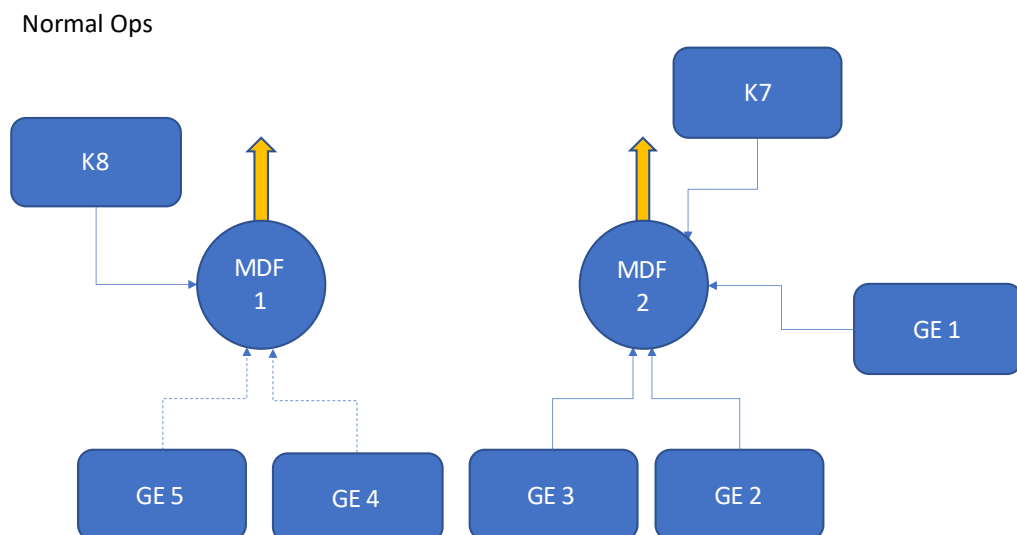 Normal Ops
K7
K8
MDF
1
MDF
2
GE 1
GE 5
GE 4
GE 3
GE 2